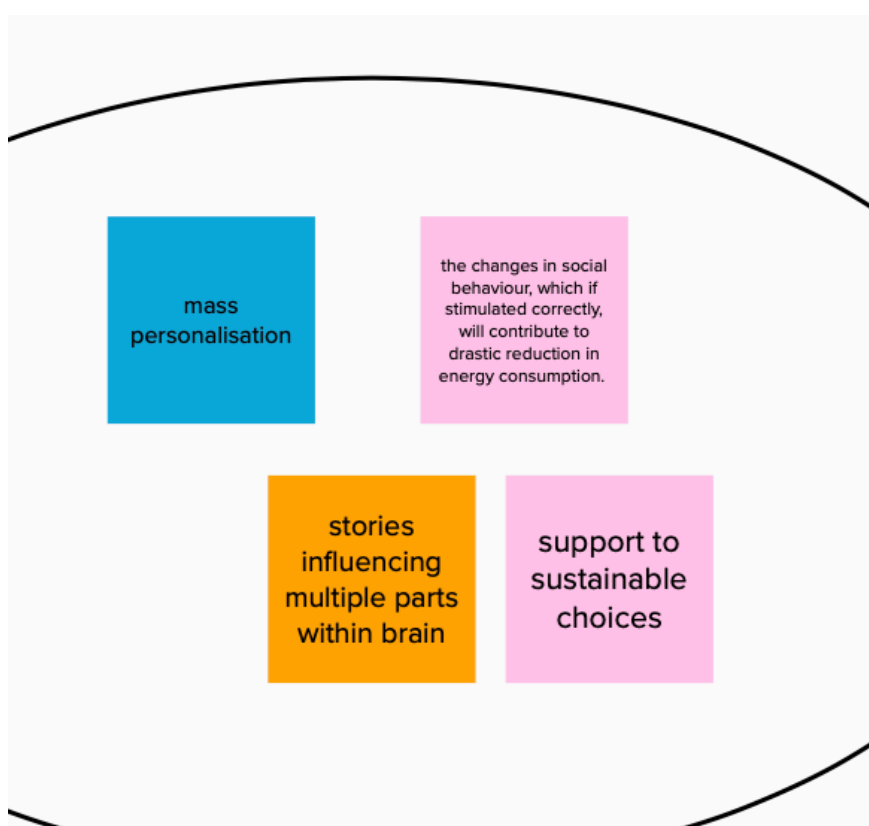 mass
personalisation
the changes in social
behaviour, which if
stimulated correctly,
will contribute to
drastic reduction in
energy consumption.
stories
influencing
multiple parts
within brain
support to
sustainable
choices